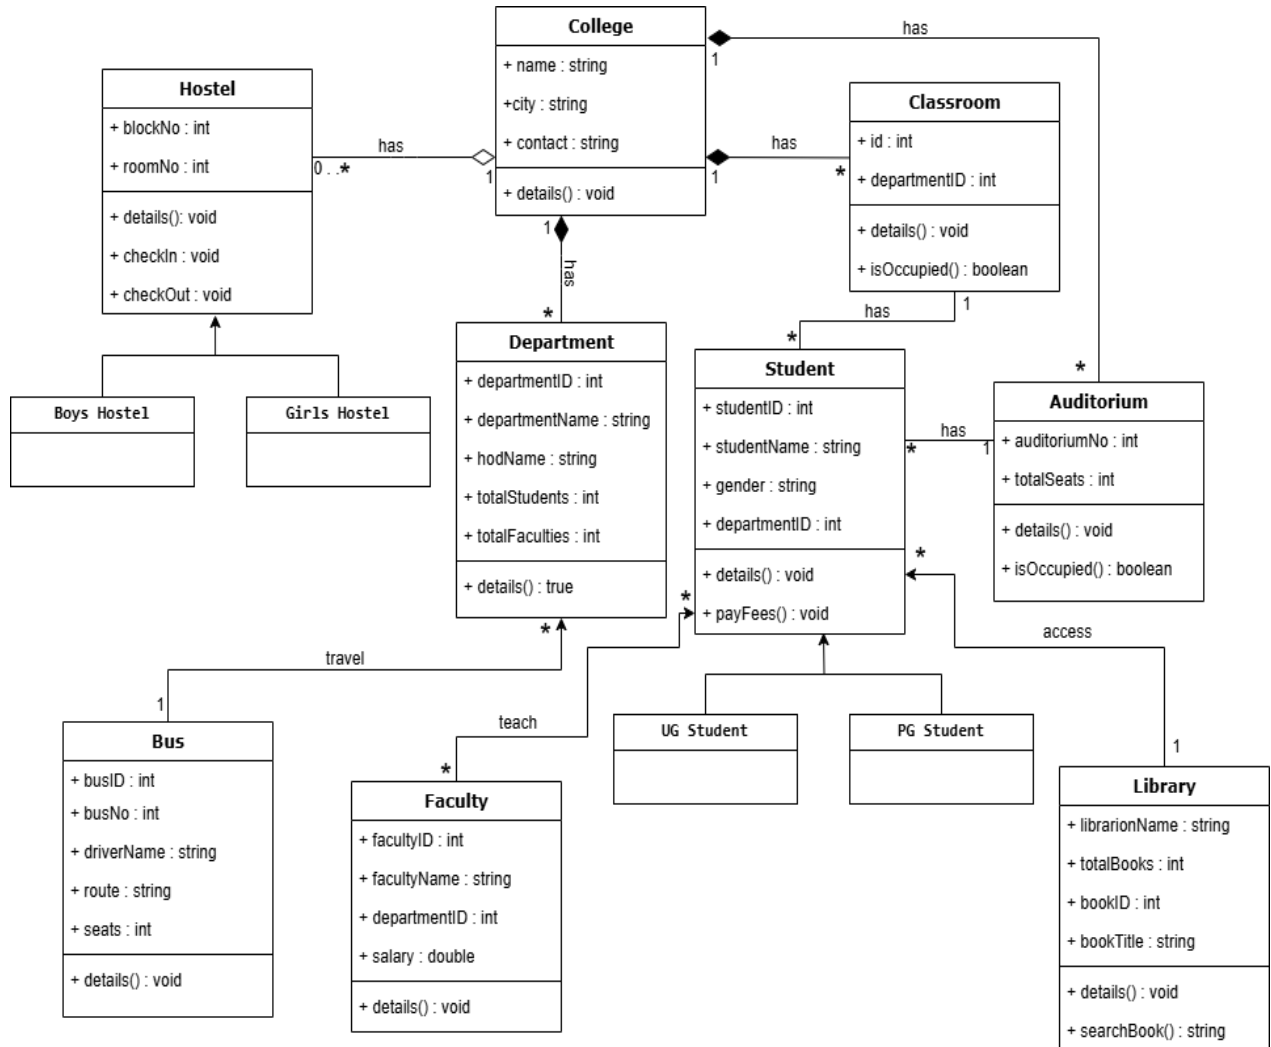 College
+ name : string
+city : string
+ contact : string
+ details() : void
has
1
*
Hostel
+ blockNo : int
+ roomNo : int
+ details(): void
+ checkIn : void
+ checkOut : void
has
0 . .*
1
Classroom
+ id : int
+ departmentID : int
+ details() : void
+ isOccupied() : boolean
has
1
*
1
has
*
Boys Hostel
Girls Hostel
Department
+ departmentID : int
+ departmentName : string
+ hodName : string
+ totalStudents : int
+ totalFaculties : int
+ details() : true
1
has
*
Student
+ studentID : int
+ studentName : string
+ gender : string
+ departmentID : int
+ details() : void
+ payFees() : void
has
*
1
Auditorium
+ auditoriumNo : int
+ totalSeats : int
+ details() : void
+ isOccupied() : boolean
travel
*
1
teach
*
*
access
*
1
UG Student
PG Student
Bus
+ busID : int
+ busNo : int
+ driverName : string
+ route : string
+ seats : int
+ details() : void
Faculty
+ facultyID : int
+ facultyName : string
+ departmentID : int
+ salary : double
+ details() : void
Library
+ librarionName : string
+ totalBooks : int
+ bookID : int
+ bookTitle : string
+ details() : void
+ searchBook() : string